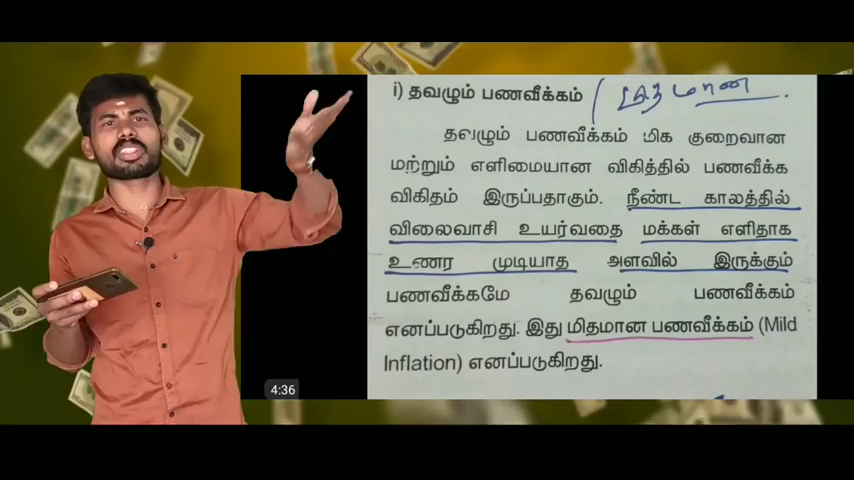 i) தவழும் பணவீக்கம் / மிதமான .
தவழும் பணவீக்கம் மிக குறைவான
மற்றும் எளிமையான விகித்தில் பணவீக்க
விகிதம் இருப்பதாகும். நீண்ட காலத்தில்
விலைவாசி உயர்வதை மக்கள் எளிதாக
உணர முடியாத அளவில் இருக்கும்
பணவீக்கமே தவழும் பணவீக்கம்
எனப்படுகிறது. இது மிதமான பணவீக்கம் (Mild
Inflation) எனப்படுகிறது.
4:36